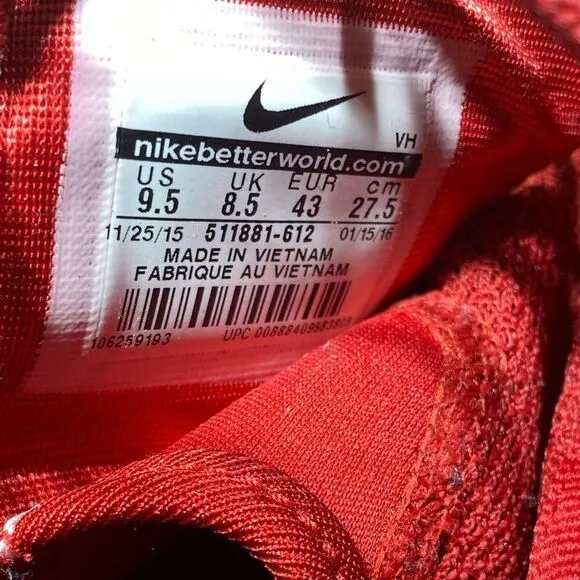 VH
nikebetterworld.com
US UK EUR cm
9.5 8.5 43 27.5
11/25/15 511881-612 01/15/16
MADE IN VIETNAM
FABRIQUE AU VIETNAM
106259193 UPC